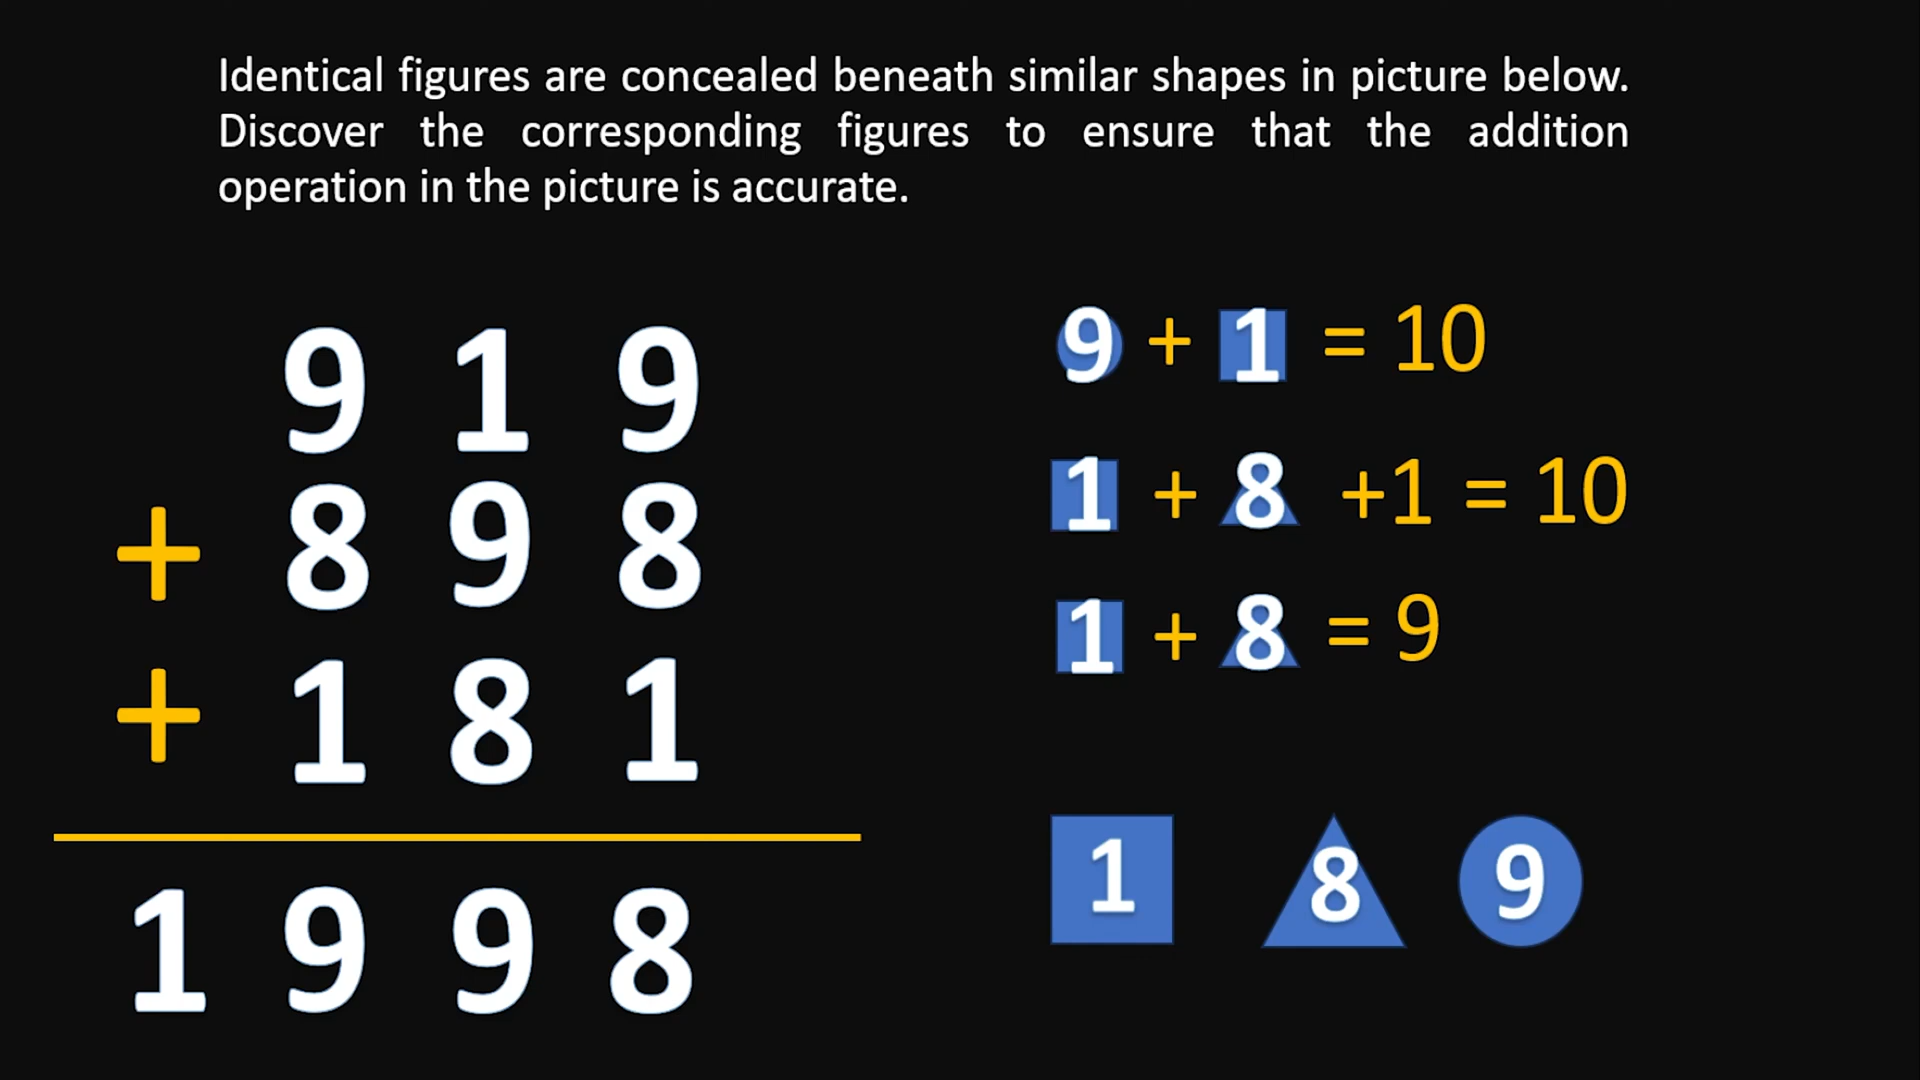 Identical figures are concealed beneath similar shapes in picture below.
Discover the corresponding figures to ensure that the addition
operation in the picture is accurate.
9 1 9
+ 8 9 8
+ 1 8 1
1 9 9 8
9 + 1 = 10
1 + 8 +1 = 10
1 + 8 = 9
1 8 9